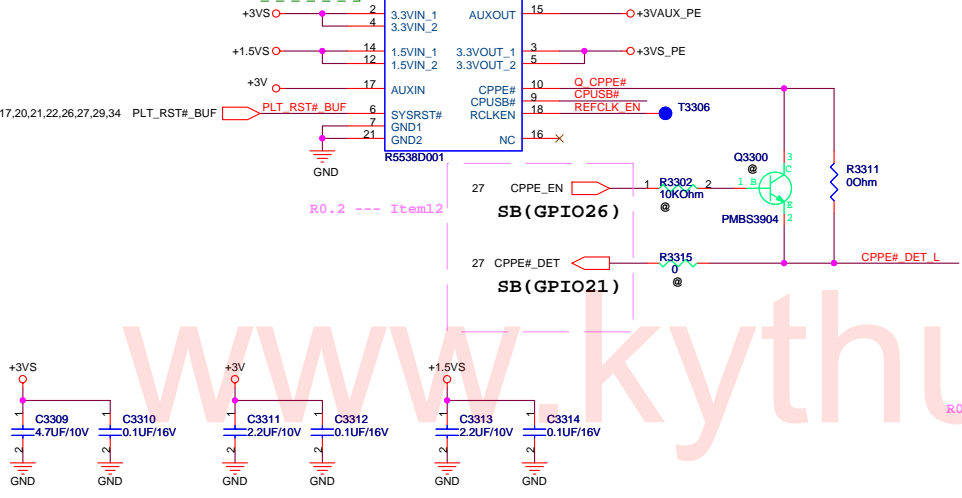 +3VS 2 3.3VIN_1 AUXOUT 15 +3VAUX_PE
4 3.3VIN_2
+1.5VS 14 1.5VIN_1 3.3VOUT_1 3 +3VS_PE
12 1.5VIN_2 3.3VOUT_2 5
+3V 17 AUXIN CPPE# 10 Q_CPPE#
CPUSB# 9 CPUSB#
17,20,21,22,26,27,29,34 PLT_RST#_BUF PLT_RST#_BUF 6 SYSRST# RCLKEN 18 REFCLK_EN T3306
7 GND1
21 GND2 NC 16
R5538D001
GND
Q3300 3
@ C
R3311
0Ohm
27 CPPE_EN 1 R3302 2 1 B
10KOhm
@
E
PMBS3904 2
R0.2 --- Item12
SB(GPIO26)
27 CPPE#_DET R3315 CPPE#_DET_L
0
@
SB(GPIO21)
www.kythu
+3VS +3V +1.5VS
R0
1 1 1 1 1 1
C3309 C3310 C3311 C3312 C3313 C3314
4.7UF/10V 0.1UF/16V 2.2UF/10V 0.1UF/16V 2.2UF/10V 0.1UF/16V
2 2 2 2 2 2
GND GND GND GND GND GND